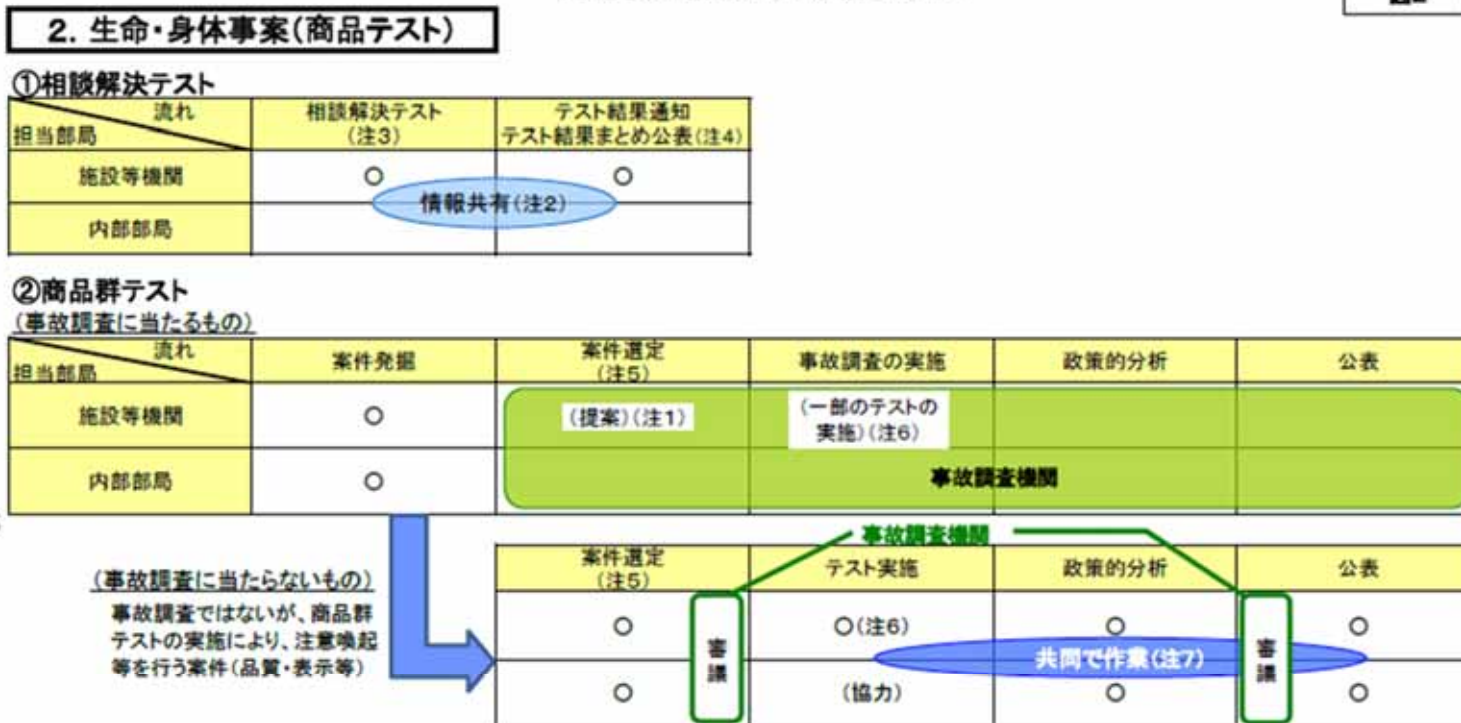 2. 生命・身体事案(商品テスト)
①相談解決テスト
流れ
担当部局
相談解決テスト
(注3)
テスト結果通知
テスト結果まとめ公表(注4)
施設等機関
○
○
情報共有(注2)
内部部局
②商品群テスト
(事故調査に当たるもの)
流れ
担当部局
案件発掘
案件選定
(注5)
事故調査の実施
政策的分析
公表
施設等機関
○
(提案)(注1)
(一部のテストの
実施)(注6)
内部部局
○
事故調査機関
事故調査機関
(事故調査に当たらないもの)
事故調査ではないが、商品群
テストの実施により、注意喚起
等を行う案件(品質・表示等)
案件選定
(注5)
テスト実施
政策的分析
公表
○
審議
○(注6)
○
審議
○
共同で作業(注7)
○
(協力)
○
○